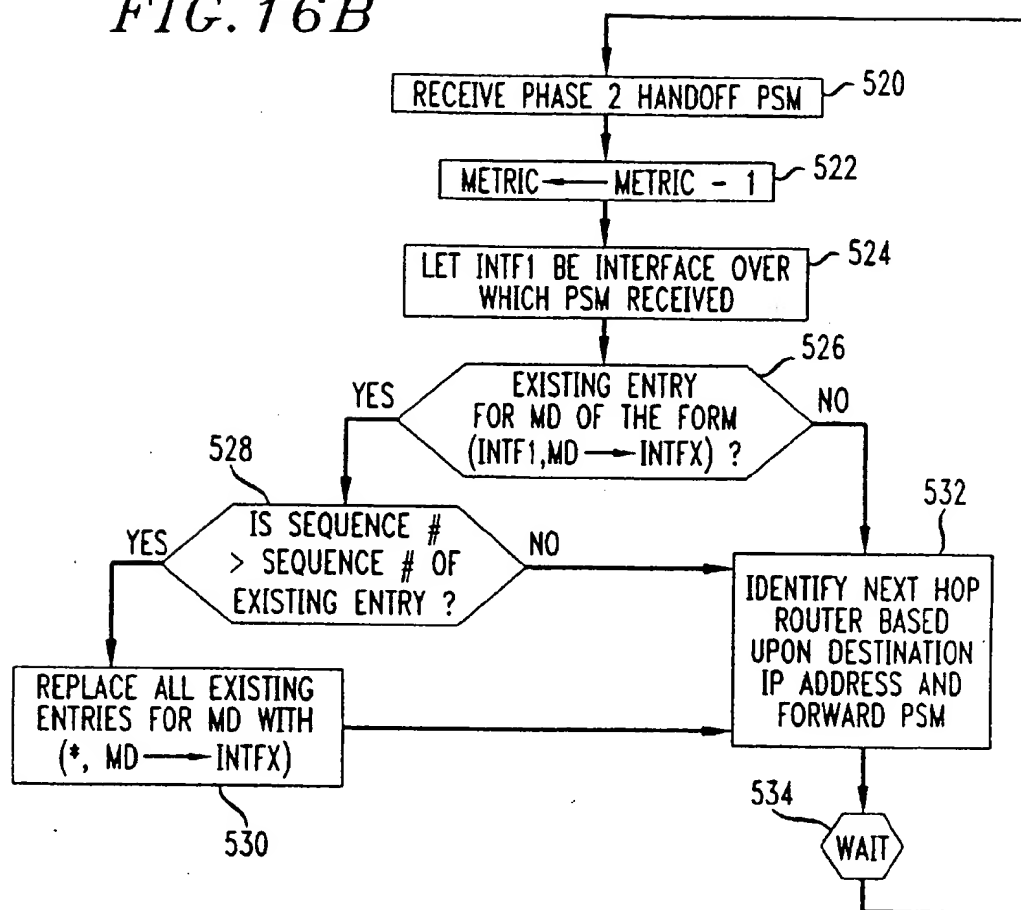 FIG. 16B
RECEIVE PHASE 2 HANDOFF PSM
520
METRIC ← METRIC - 1
522
LET INTF1 BE INTERFACE OVER
WHICH PSM RECEIVED
524
526
EXISTING ENTRY
FOR MD OF THE FORM
(INTF1,MD → INTFX) ?
YES
NO
528
IS SEQUENCE #
> SEQUENCE # OF
EXISTING ENTRY ?
YES
NO
532
IDENTIFY NEXT HOP
ROUTER BASED
UPON DESTINATION
IP ADDRESS AND
FORWARD PSM
REPLACE ALL EXISTING
ENTRIES FOR MD WITH
(*, MD → INTFX)
530
534
WAIT